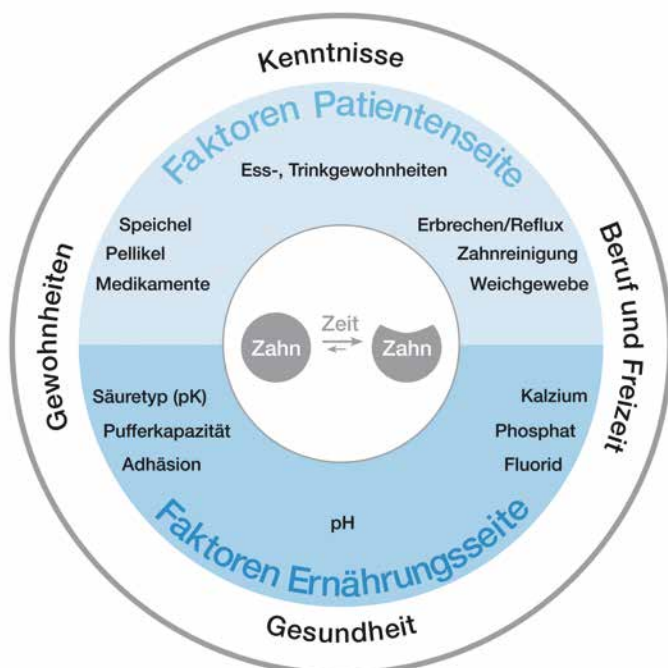 Kenntnisse
Faktoren Patientenseite
Ess-, Trinkgewohnheiten
Speichel
Pellikel
Medikamente
Erbrechen/Reflux
Zahnreinigung
Weichgewebe
Gewohnheiten
Beruf und Freizeit
Zeit
Zahn
Zahn
Säuretyp (pK)
Pufferkapazität
Adhäsion
Kalzium
Phosphat
Fluorid
pH
Faktoren Ernährungsseite
Gesundheit